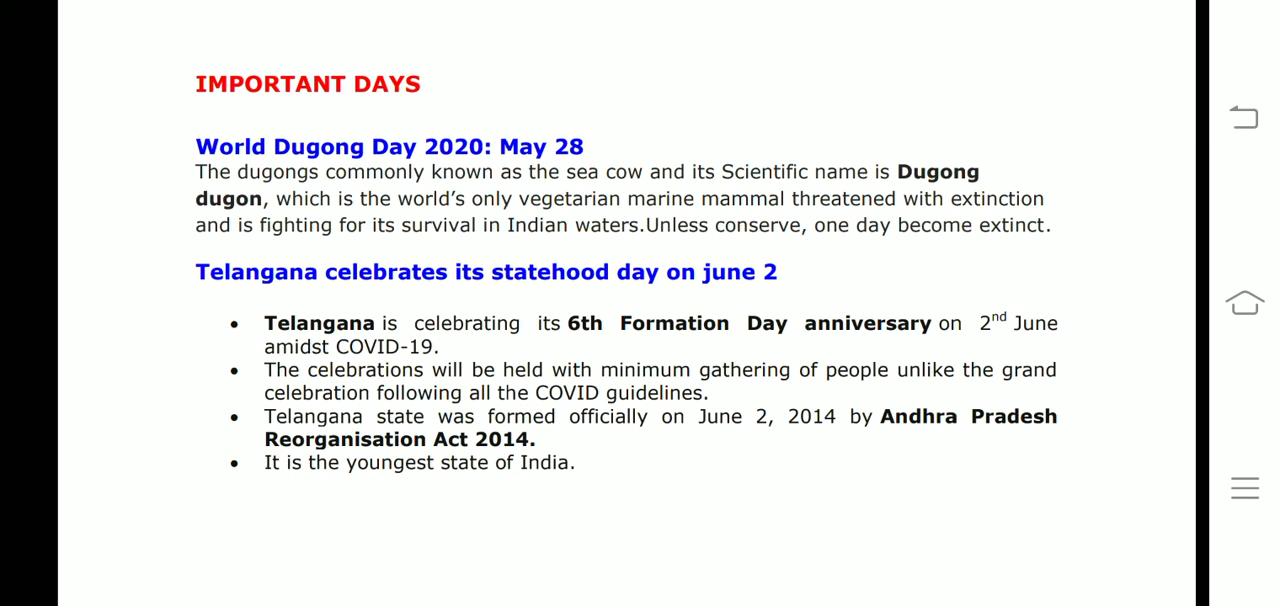 IMPORTANT DAYS
World Dugong Day 2020: May 28
The dugongs commonly known as the sea cow and its Scientific name is Dugong
dugon, which is the world's only vegetarian marine mammal threatened with extinction
and is fighting for its survival in Indian waters.Unless conserve, one day become extinct.
Telangana celebrates its statehood day on june 2
• Telangana is celebrating its 6th Formation Day anniversary on 2nd June
amidst COVID-19.
• The celebrations will be held with minimum gathering of people unlike the grand
celebration following all the COVID guidelines.
• Telangana state was formed officially on June 2, 2014 by Andhra Pradesh
Reorganisation Act 2014.
• It is the youngest state of India.